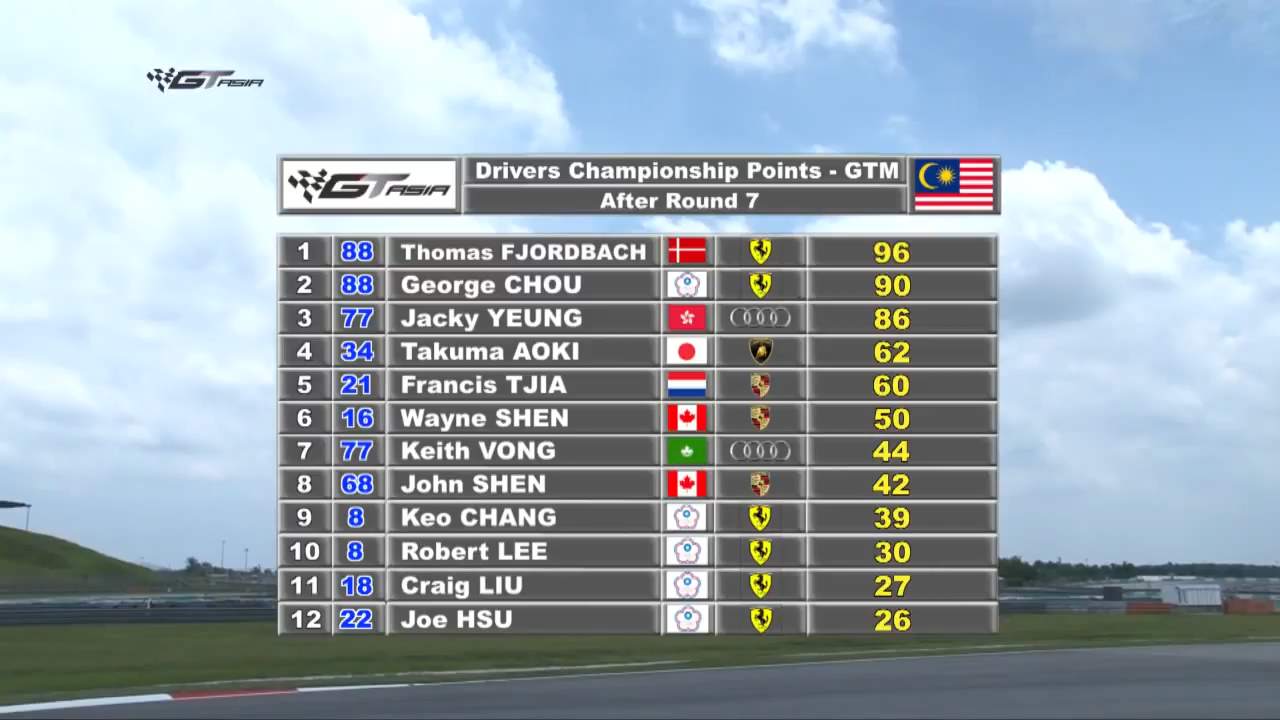 GT ASIA
GT ASIA
Drivers Championship Points - GTM
After Round 7
1 88 Thomas FJORDBACH 96
2 88 George CHOU 90
3 77 Jacky YEUNG 86
4 34 Takuma AOKI 62
5 21 Francis TJIA 60
6 16 Wayne SHEN 50
7 77 Keith VONG 44
8 68 John SHEN 42
9 8 Keo CHANG 39
10 8 Robert LEE 30
11 18 Craig LIU 27
12 22 Joe HSU 26